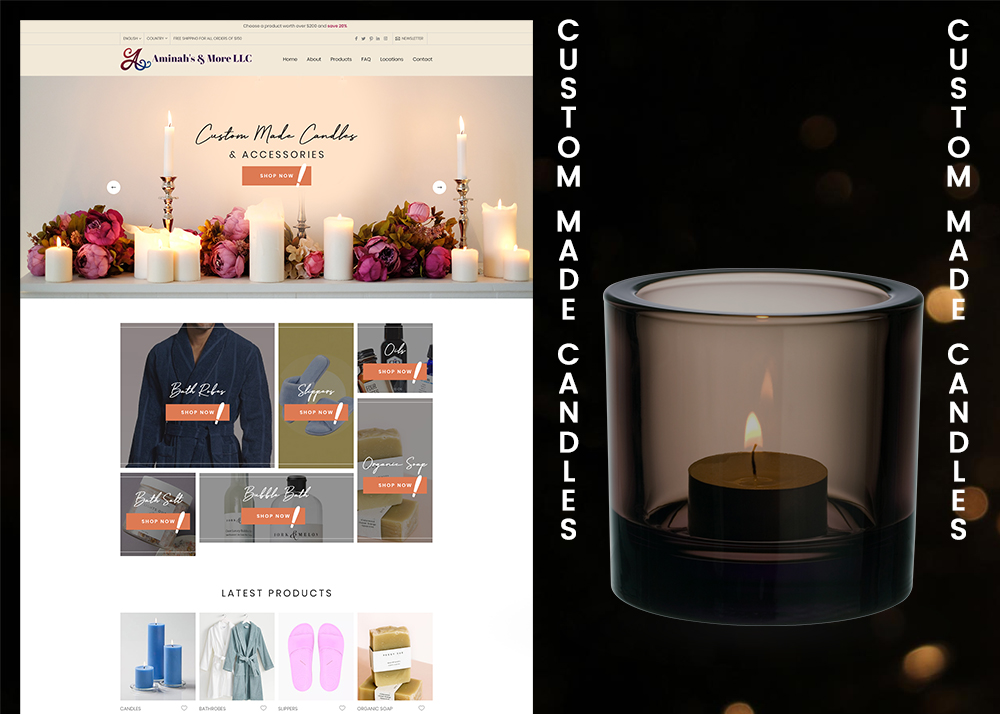 Choose a product worth over $209 and save 20%
ENGLISH
COUNTRY
FREE SHIPPING FOR ALL ORDERS OF $150
NEWSLETTER
Aminah's & More LLC
Home
About
Products
FAQ
Locations
Contact
Custom Made Candles
& ACCESSORIES
SHOP NOW
Bath Robes
SHOP NOW
Slippers
SHOP NOW
Oils
SHOP NOW
Organic Soap
SHOP NOW
Bath Salt
SHOP NOW
Bubble Bath
SHOP NOW
LATEST PRODUCTS
CANDLES
BATHROBES
SLIPPERS
ORGANIC SOAP
CUSTOM MADE CANDLES
CUSTOM MADE CANDLES